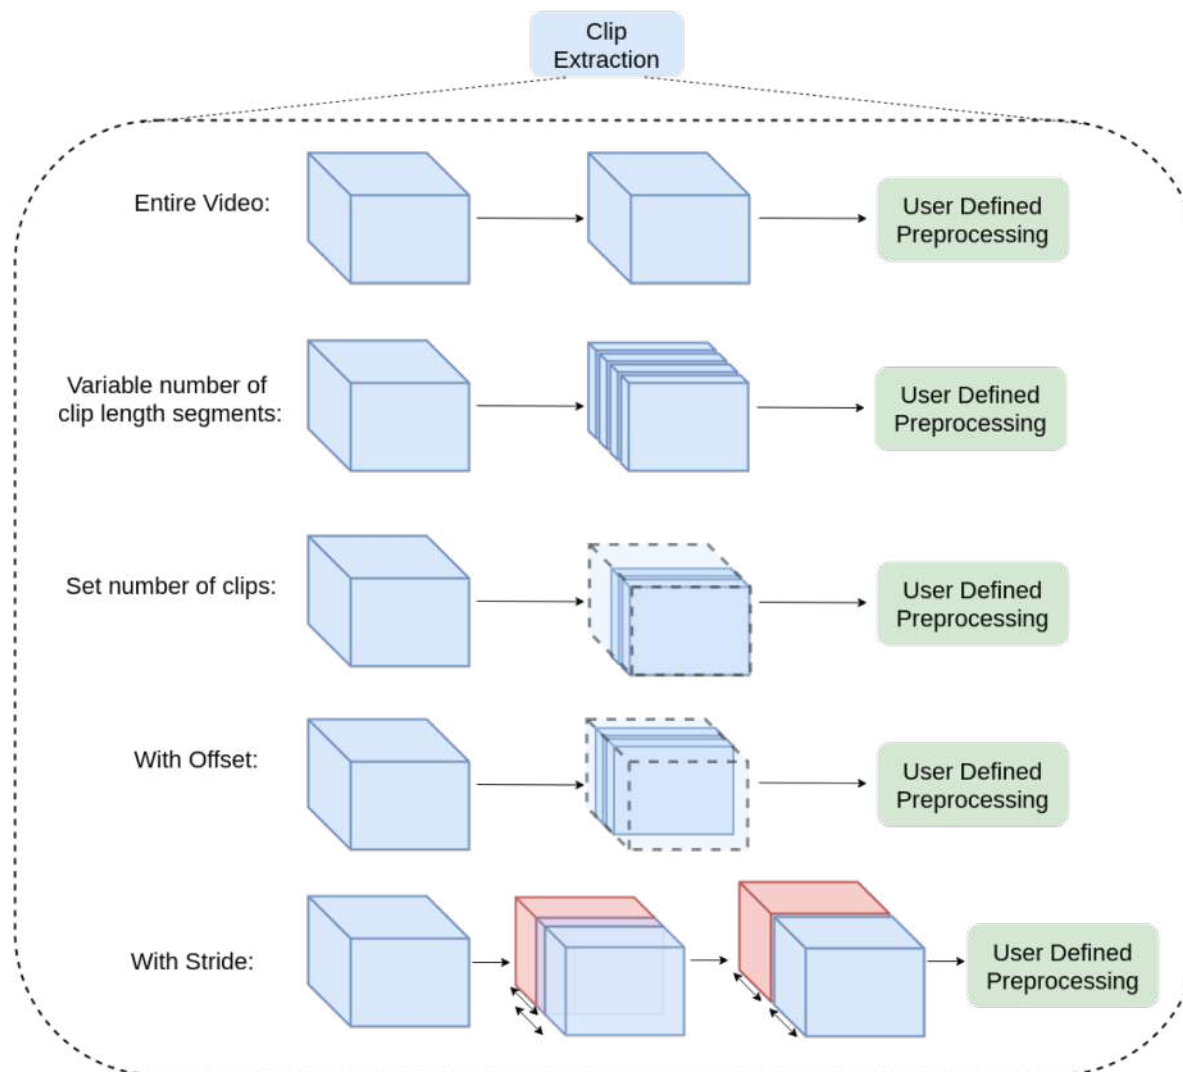 Clip
Extraction
Entire Video:
User Defined
Preprocessing
Variable number of
clip length segments:
User Defined
Preprocessing
Set number of clips:
User Defined
Preprocessing
With Offset:
User Defined
Preprocessing
With Stride:
User Defined
Preprocessing